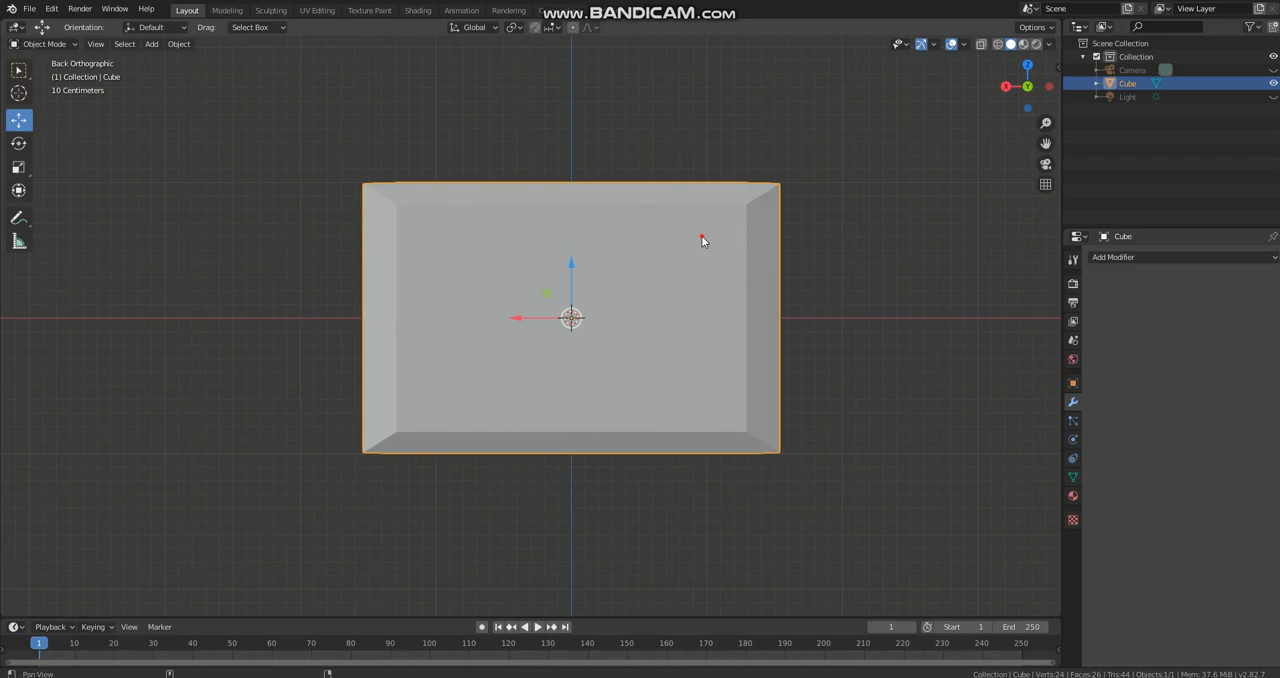 www.BANDICAM.com
File Edit Render Window Help Layout Modeling Sculpting UV Editing Texture Paint Shading Animation Rendering Scene View Layer
Orientation: Default Drag: Select Box Global Options
Object Mode View Select Add Object
Scene Collection
Collection
Camera
Cube
Light
Back Orthographic
(1) Collection | Cube
10 Centimeters
Z
X
Y
Cube
Add Modifier
Playback Keying View Marker 1 Start 1 End 250
1 10 20 30 40 50 60 70 80 90 100 110 120 130 140 150 160 170 180 190 200 210 220 230 240 250
Pan View
Collection | Cube | Verts:24 | Faces:26 | Tris:44 | Objects:1/1 | Mem: 37.6 MiB | v2.82.7